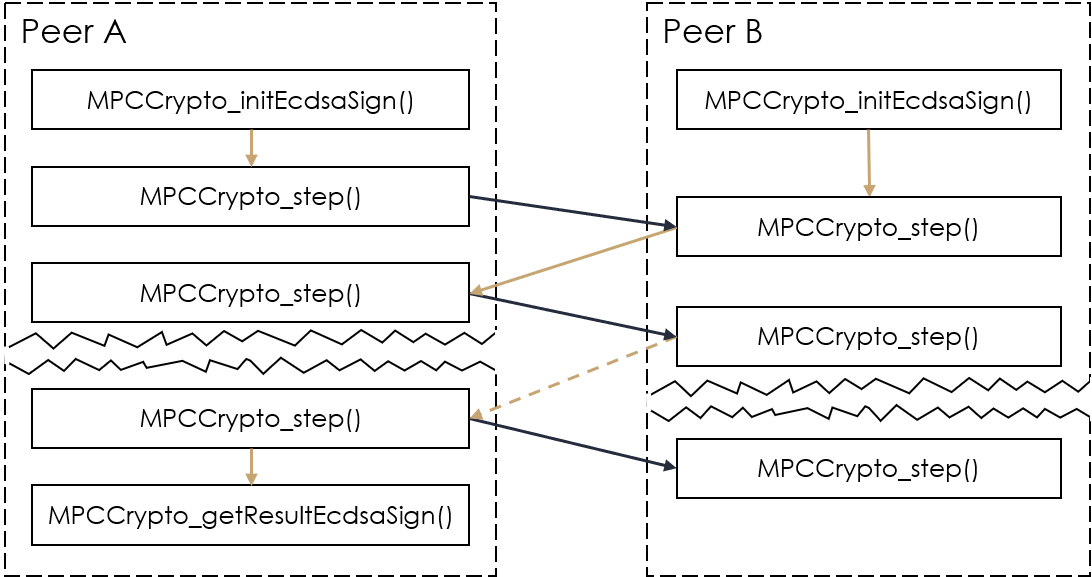 Peer A
MPCCrypto_initEcdsaSign()
MPCCrypto_step()
MPCCrypto_step()
MPCCrypto_step()
MPCCrypto_getResultEcdsaSign()
Peer B
MPCCrypto_initEcdsaSign()
MPCCrypto_step()
MPCCrypto_step()
MPCCrypto_step()